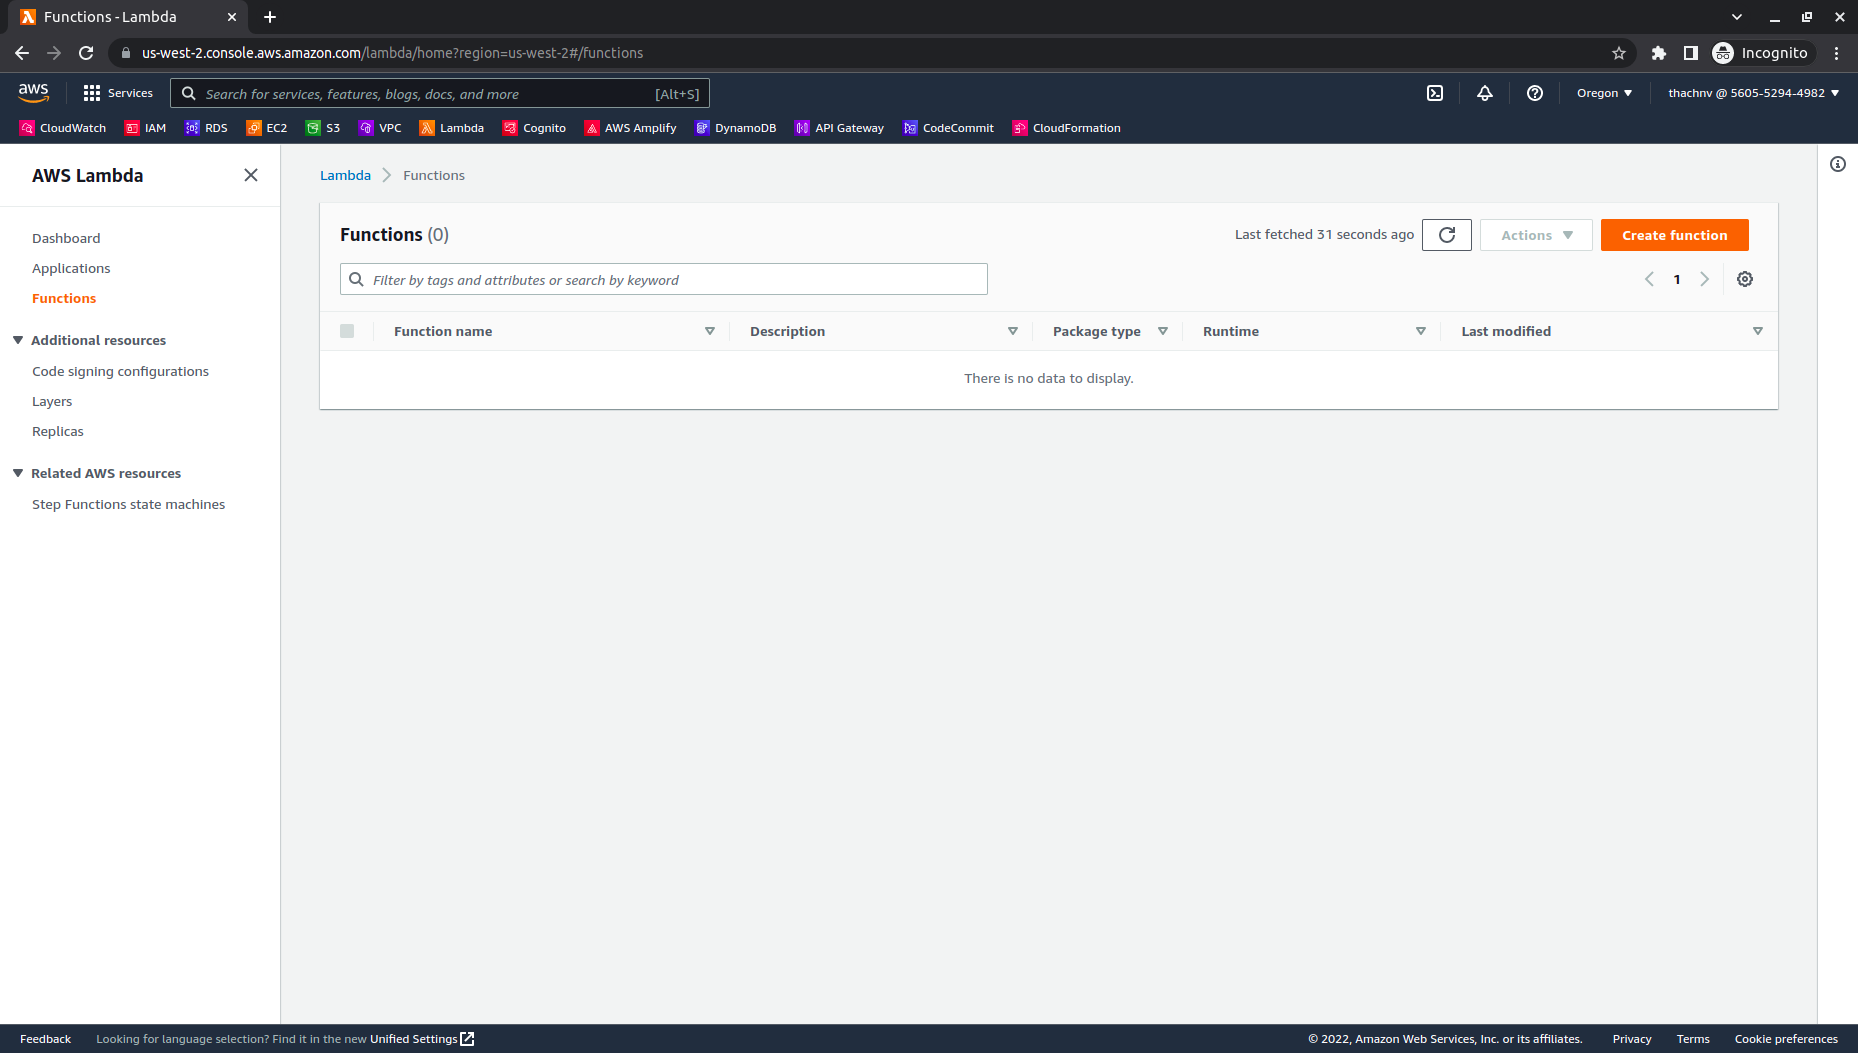 Functions - Lambda
us-west-2.console.aws.amazon.com/lambda/home?region=us-west-2#/functions
Incognito
aws
Services
Search for services, features, blogs, docs, and more
[Alt+S]
Oregon
thachnv @ 5605-5294-4982
CloudWatch
IAM
RDS
EC2
S3
VPC
Lambda
Cognito
AWS Amplify
DynamoDB
API Gateway
CodeCommit
CloudFormation
AWS Lambda
Dashboard
Applications
Functions
Additional resources
Code signing configurations
Layers
Replicas
Related AWS resources
Step Functions state machines
Lambda
Functions
Functions (0)
Last fetched 31 seconds ago
Actions
Create function
Filter by tags and attributes or search by keyword
1
Function name
Description
Package type
Runtime
Last modified
There is no data to display.
Feedback
Looking for language selection? Find it in the new Unified Settings
© 2022, Amazon Web Services, Inc. or its affiliates.
Privacy
Terms
Cookie preferences